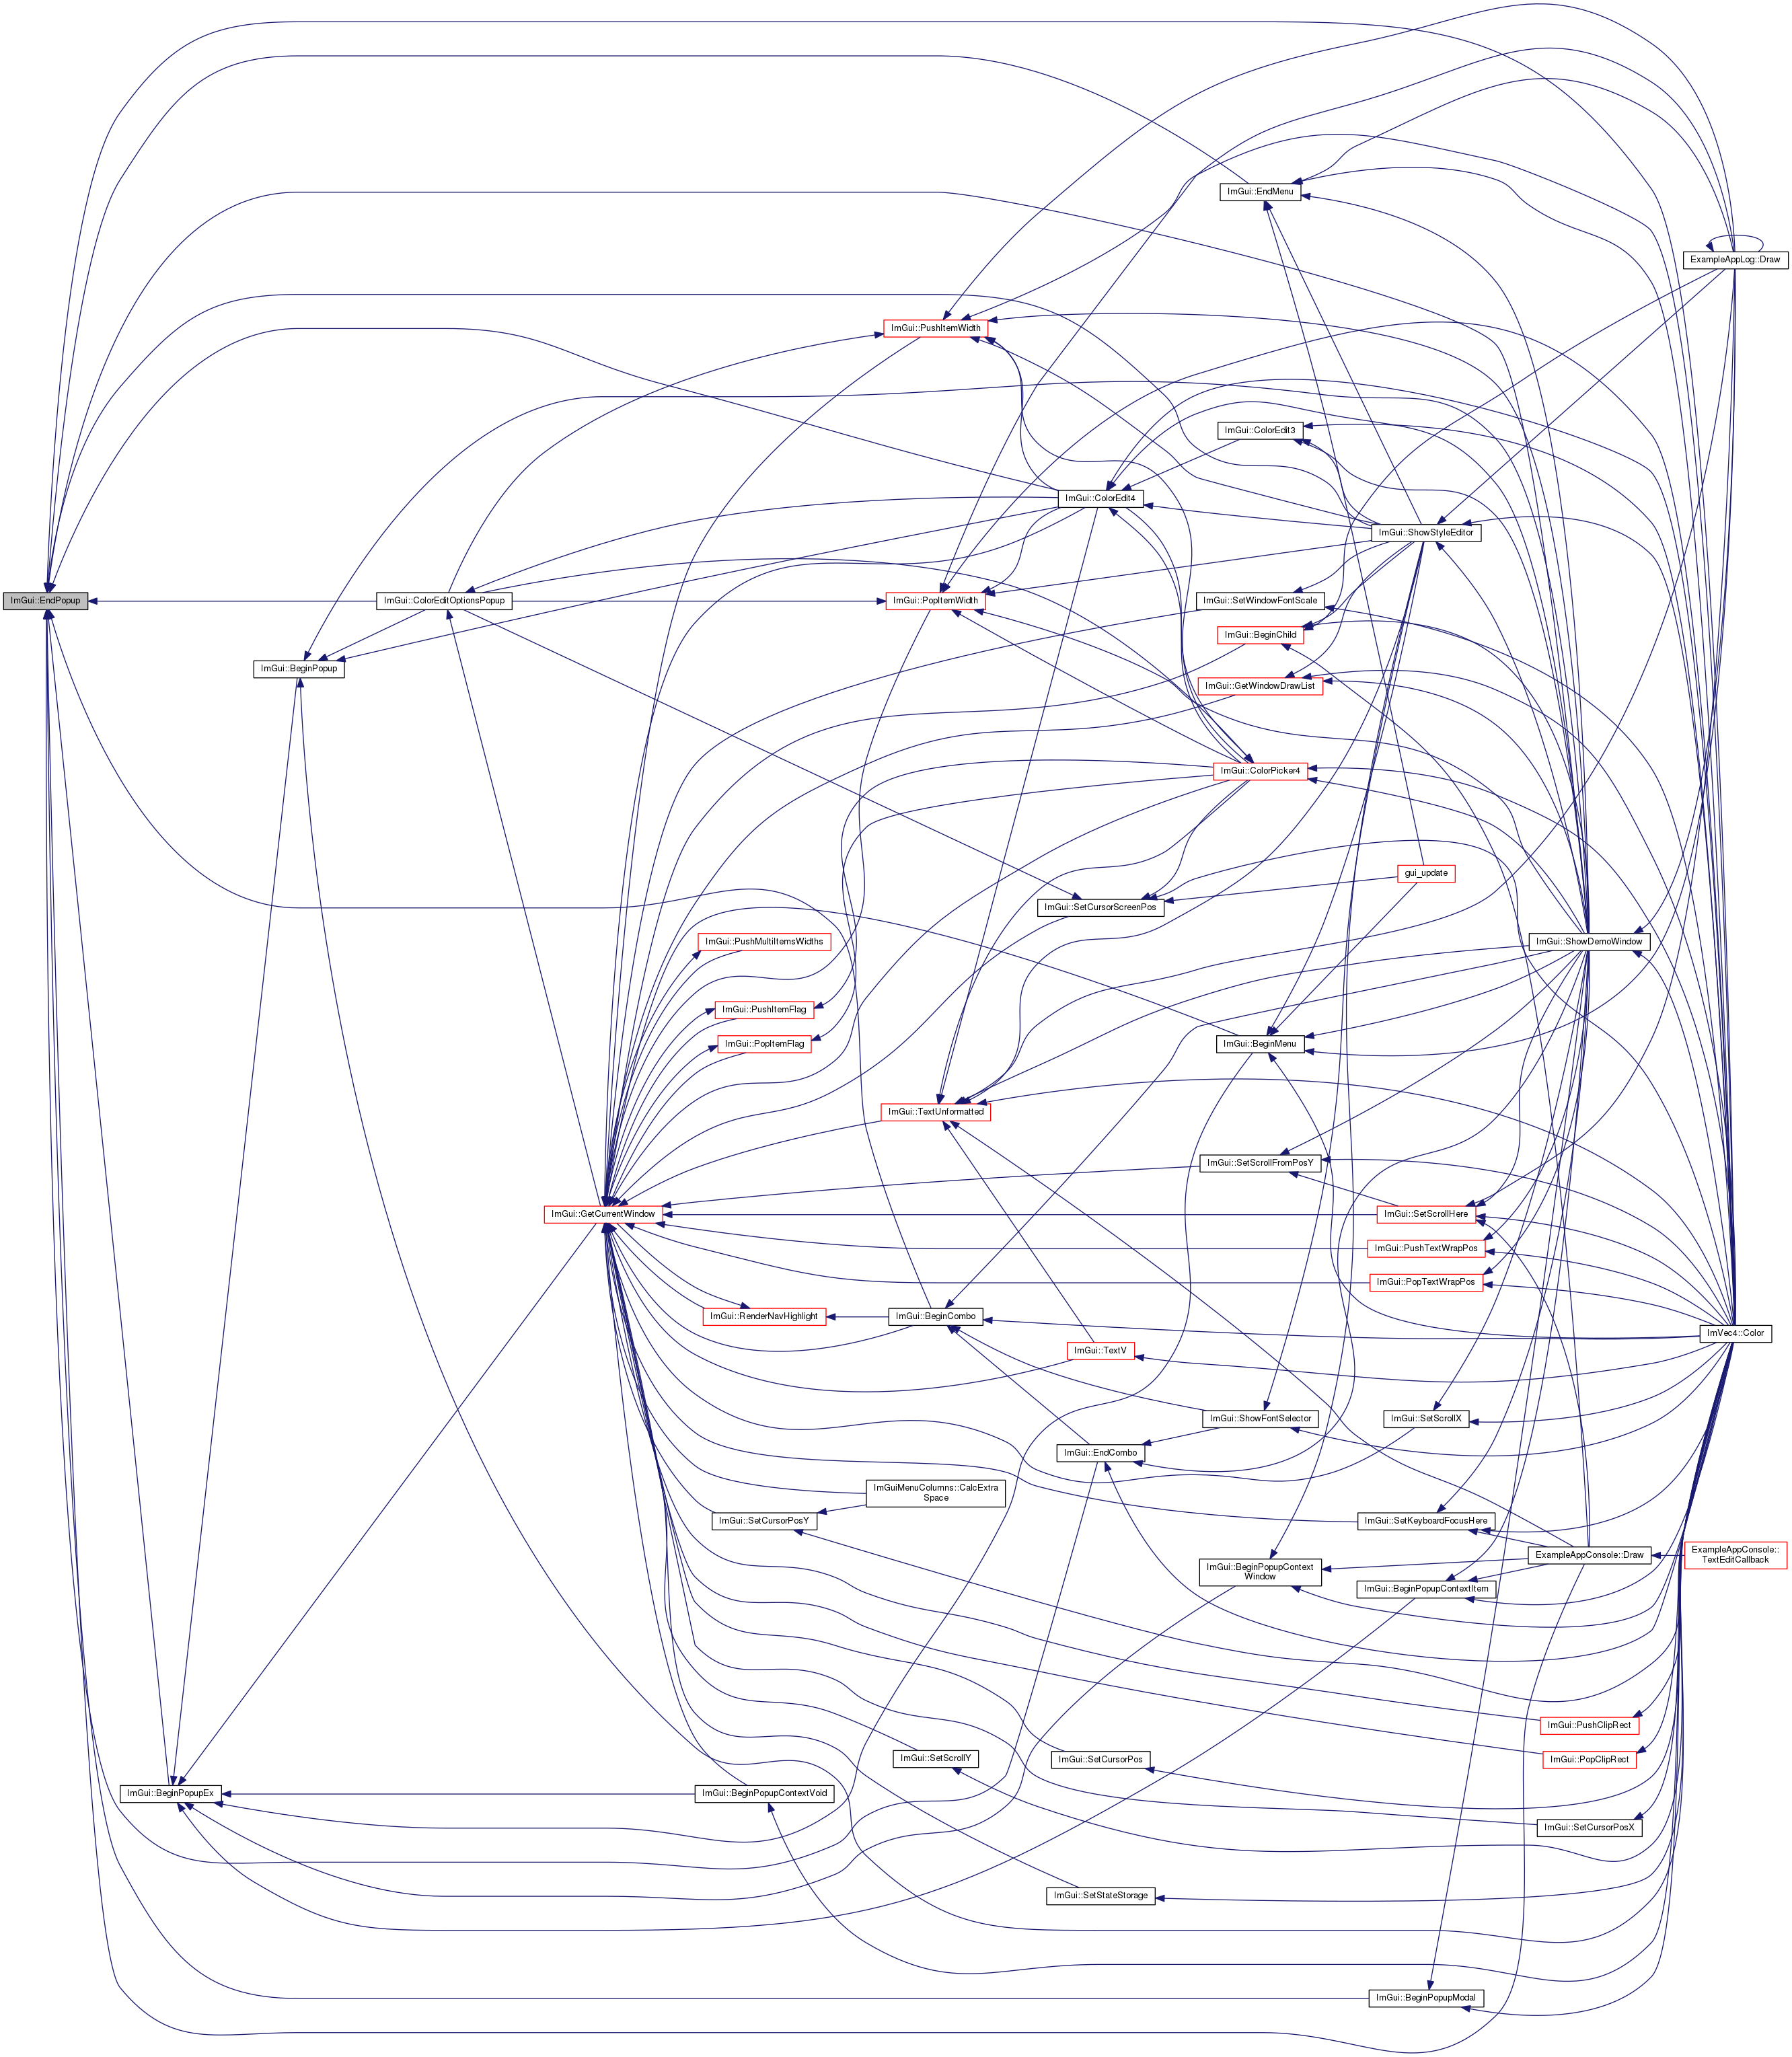 ImGui::EndMenu
ExampleAppLog::Draw
ImGui::PushItemWidth
ImGui::ColorEdit3
ImGui::ColorEdit4
ImGui::ShowStyleEditor
ImGui::EndPopup
ImGui::ColorEditOptionsPopup
ImGui::PopItemWidth
ImGui::SetWindowFontScale
ImGui::BeginChild
ImGui::BeginPopup
ImGui::GetWindowDrawList
ImGui::ColorPicker4
gui_update
ImGui::SetCursorScreenPos
ImGui::PushMultiItemsWidths
ImGui::ShowDemoWindow
ImGui::PushItemFlag
ImGui::PopItemFlag
ImGui::BeginMenu
ImGui::TextUnformatted
ImGui::SetScrollFromPosY
ImGui::GetCurrentWindow
ImGui::SetScrollHere
ImGui::PushTextWrapPos
ImGui::PopTextWrapPos
ImGui::RenderNavHighlight
ImGui::BeginCombo
ImVec4::Color
ImGui::TextV
ImGui::ShowFontSelector
ImGui::SetScrollX
ImGui::EndCombo
ImGuiMenuColumns::CalcExtra
Space
ImGui::SetCursorPosY
ImGui::SetKeyboardFocusHere
ExampleAppConsole::Draw
ExampleAppConsole::
TextEditCallback
ImGui::BeginPopupContext
Window
ImGui::BeginPopupContextItem
ImGui::PushClipRect
ImGui::SetScrollY
ImGui::SetCursorPos
ImGui::PopClipRect
ImGui::BeginPopupEx
ImGui::BeginPopupContextVoid
ImGui::SetCursorPosX
ImGui::SetStateStorage
ImGui::BeginPopupModal